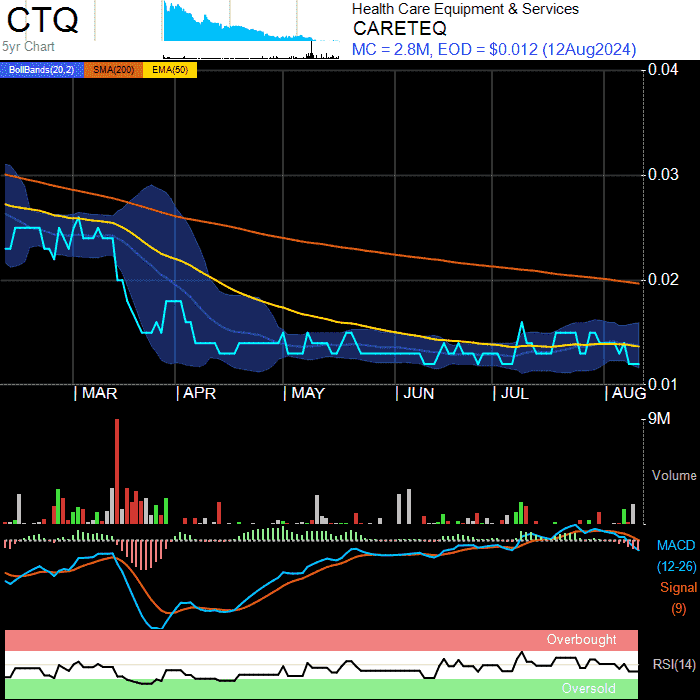 CTQ
5yr Chart
Health Care Equipment & Services
CARETEQ
MC = 2.8M, EOD = $0.012 (12Aug2024)
BollBands(20,2) SMA(200) EMA(50)
0.04
0.03
0.02
0.01
MAR APR MAY JUN JUL AUG
9M
Volume
MACD
(12-26)
Signal
(9)
Overbought
RSI(14)
Oversold